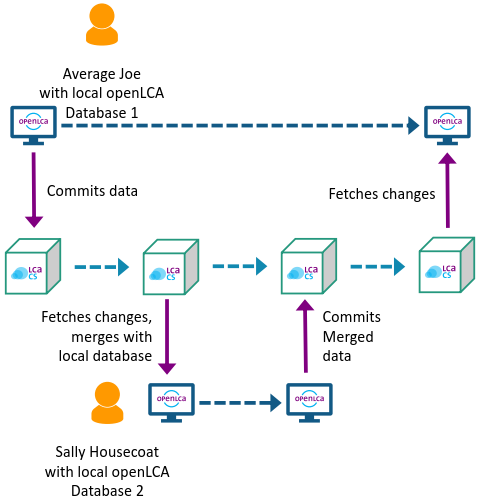 Average Joe
with local openLCA
Database 1
openLCA
openLCA
Commits data
Fetches changes
LCA
CS
LCA
CS
LCA
CS
LCA
CS
Fetches changes,
merges with
local database
Commits
Merged
data
openLCA
openLCA
Sally Housecoat
with local openLCA
Database 2